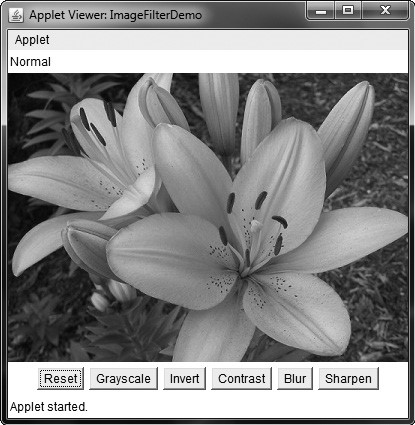 Applet Viewer: ImageFilterDemo
Applet
Normal
Reset Grayscale Invert Contrast Blur Sharpen
Applet started.